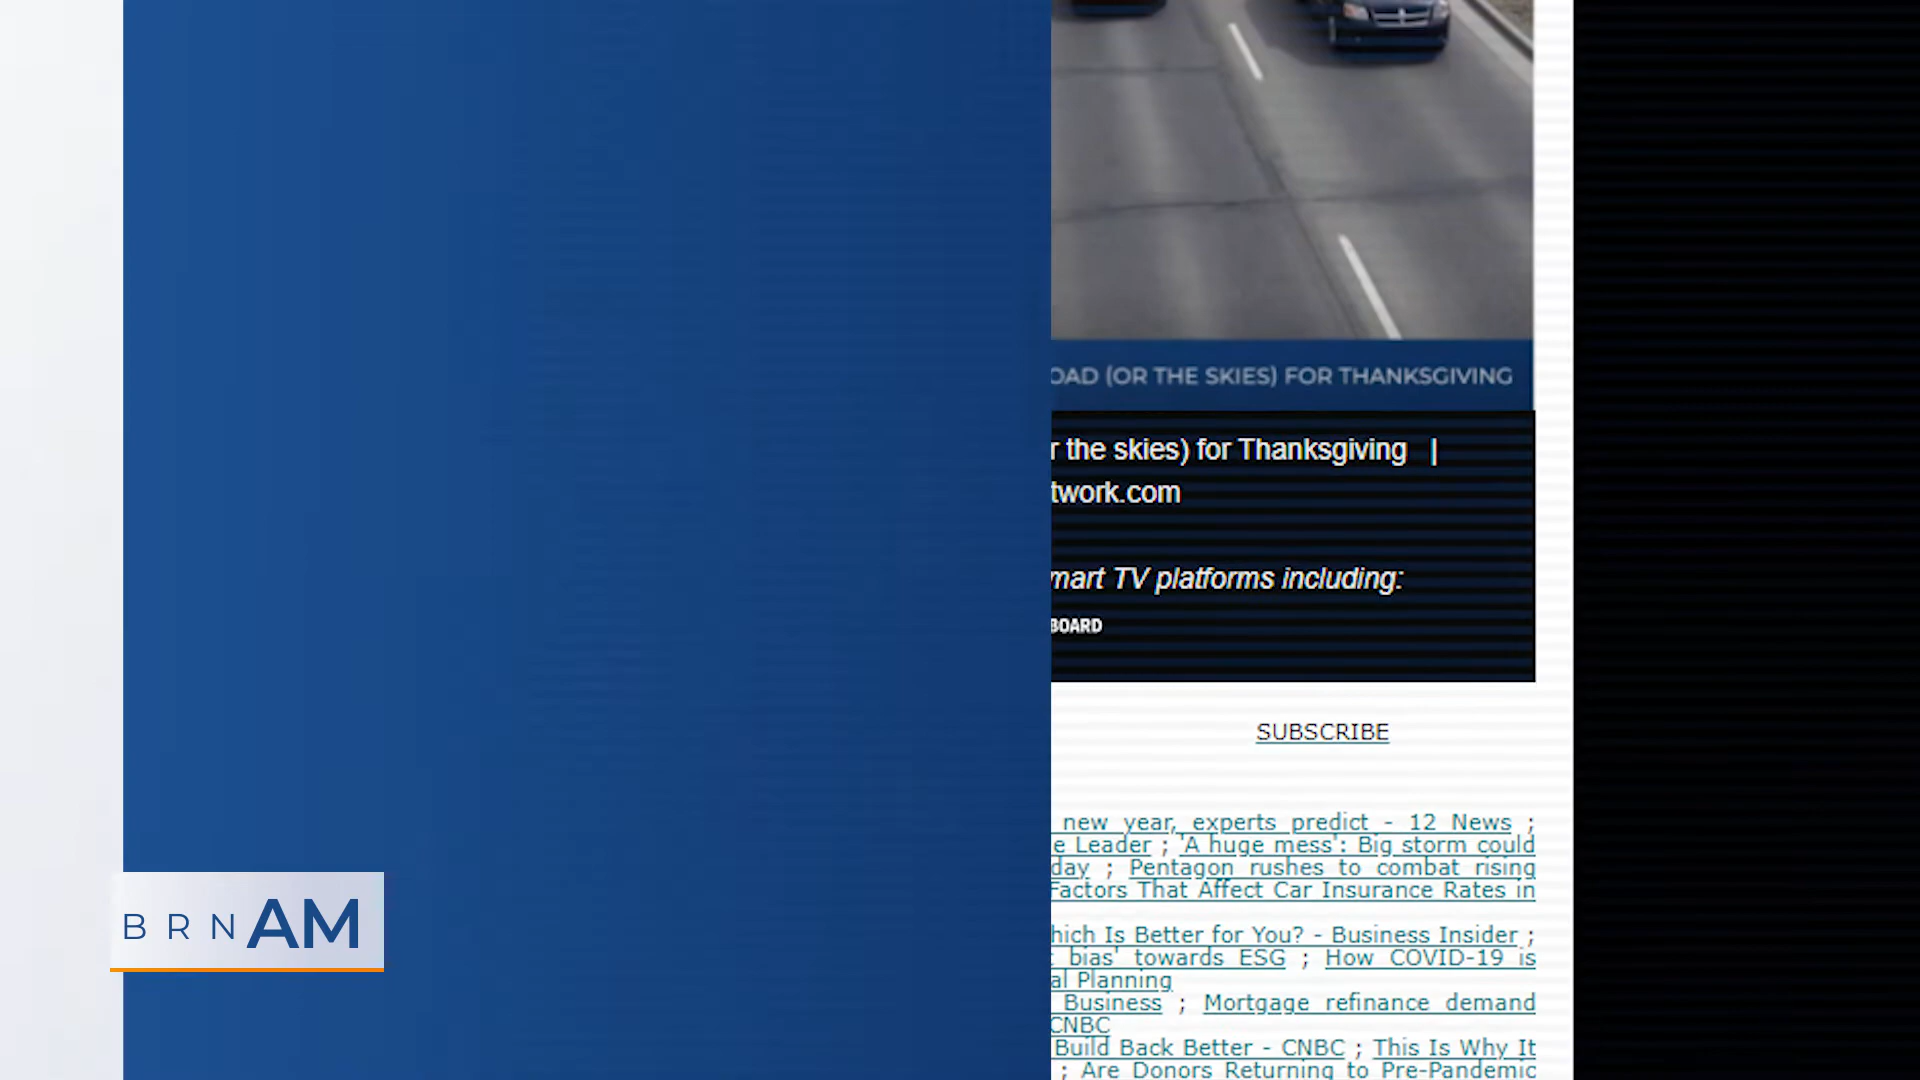 OAD (OR THE SKIES) FOR THANKSGIVING
r the skies) for Thanksgiving |
twork.com
mart TV platforms including:
BOARD
SUBSCRIBE
new year, experts predict - 12 News ;
e Leader ; 'A huge mess': Big storm could
day ; Pentagon rushes to combat rising
Factors That Affect Car Insurance Rates in
hich Is Better for You? - Business Insider ;
t bias' towards ESG ; How COVID-19 is
al Planning
Business ; Mortgage refinance demand
CNBC
Build Back Better - CNBC ; This Is Why It
; Are Donors Returning to Pre-Pandemic
BRNAM